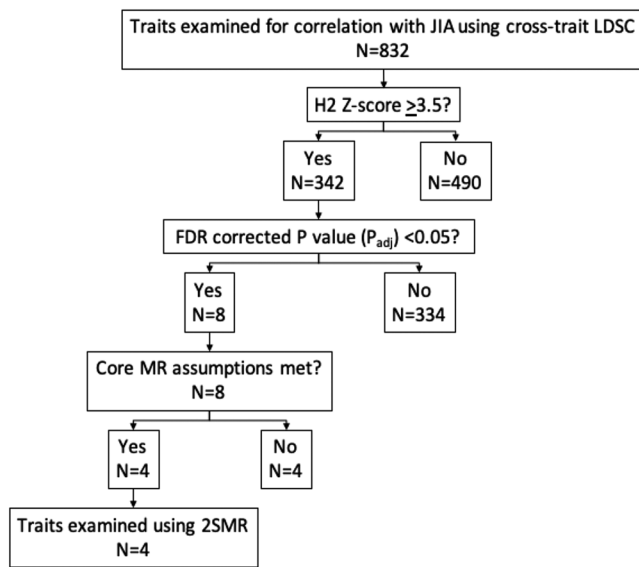 Traits examined for correlation with JIA using cross-trait LDSC
N=832
H2 Z-score ≥3.5?
Yes
N=342
No
N=490
FDR corrected P value (Padj) <0.05?
Yes
N=8
No
N=334
Core MR assumptions met?
N=8
Yes
N=4
No
N=4
Traits examined using 2SMR
N=4